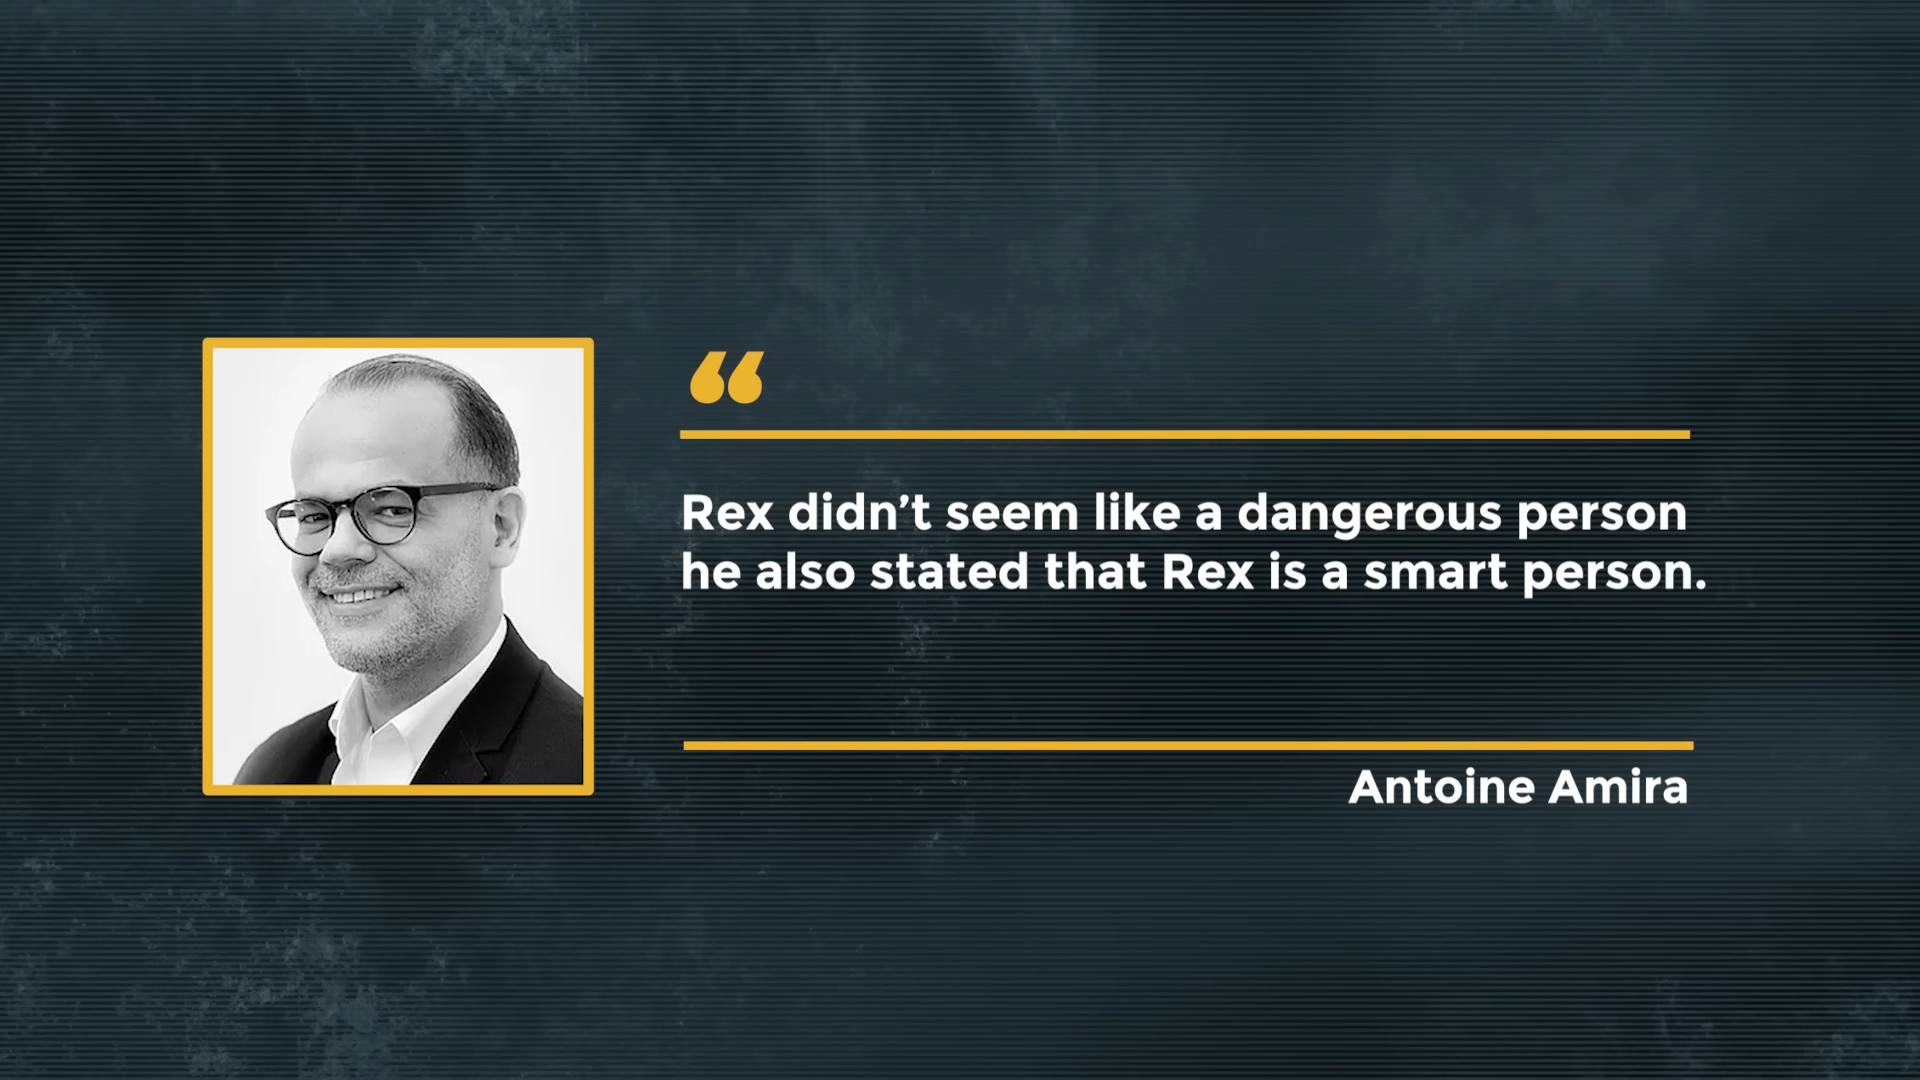 “
Rex didn’t seem like a dangerous person
he also stated that Rex is a smart person.
Antoine Amira